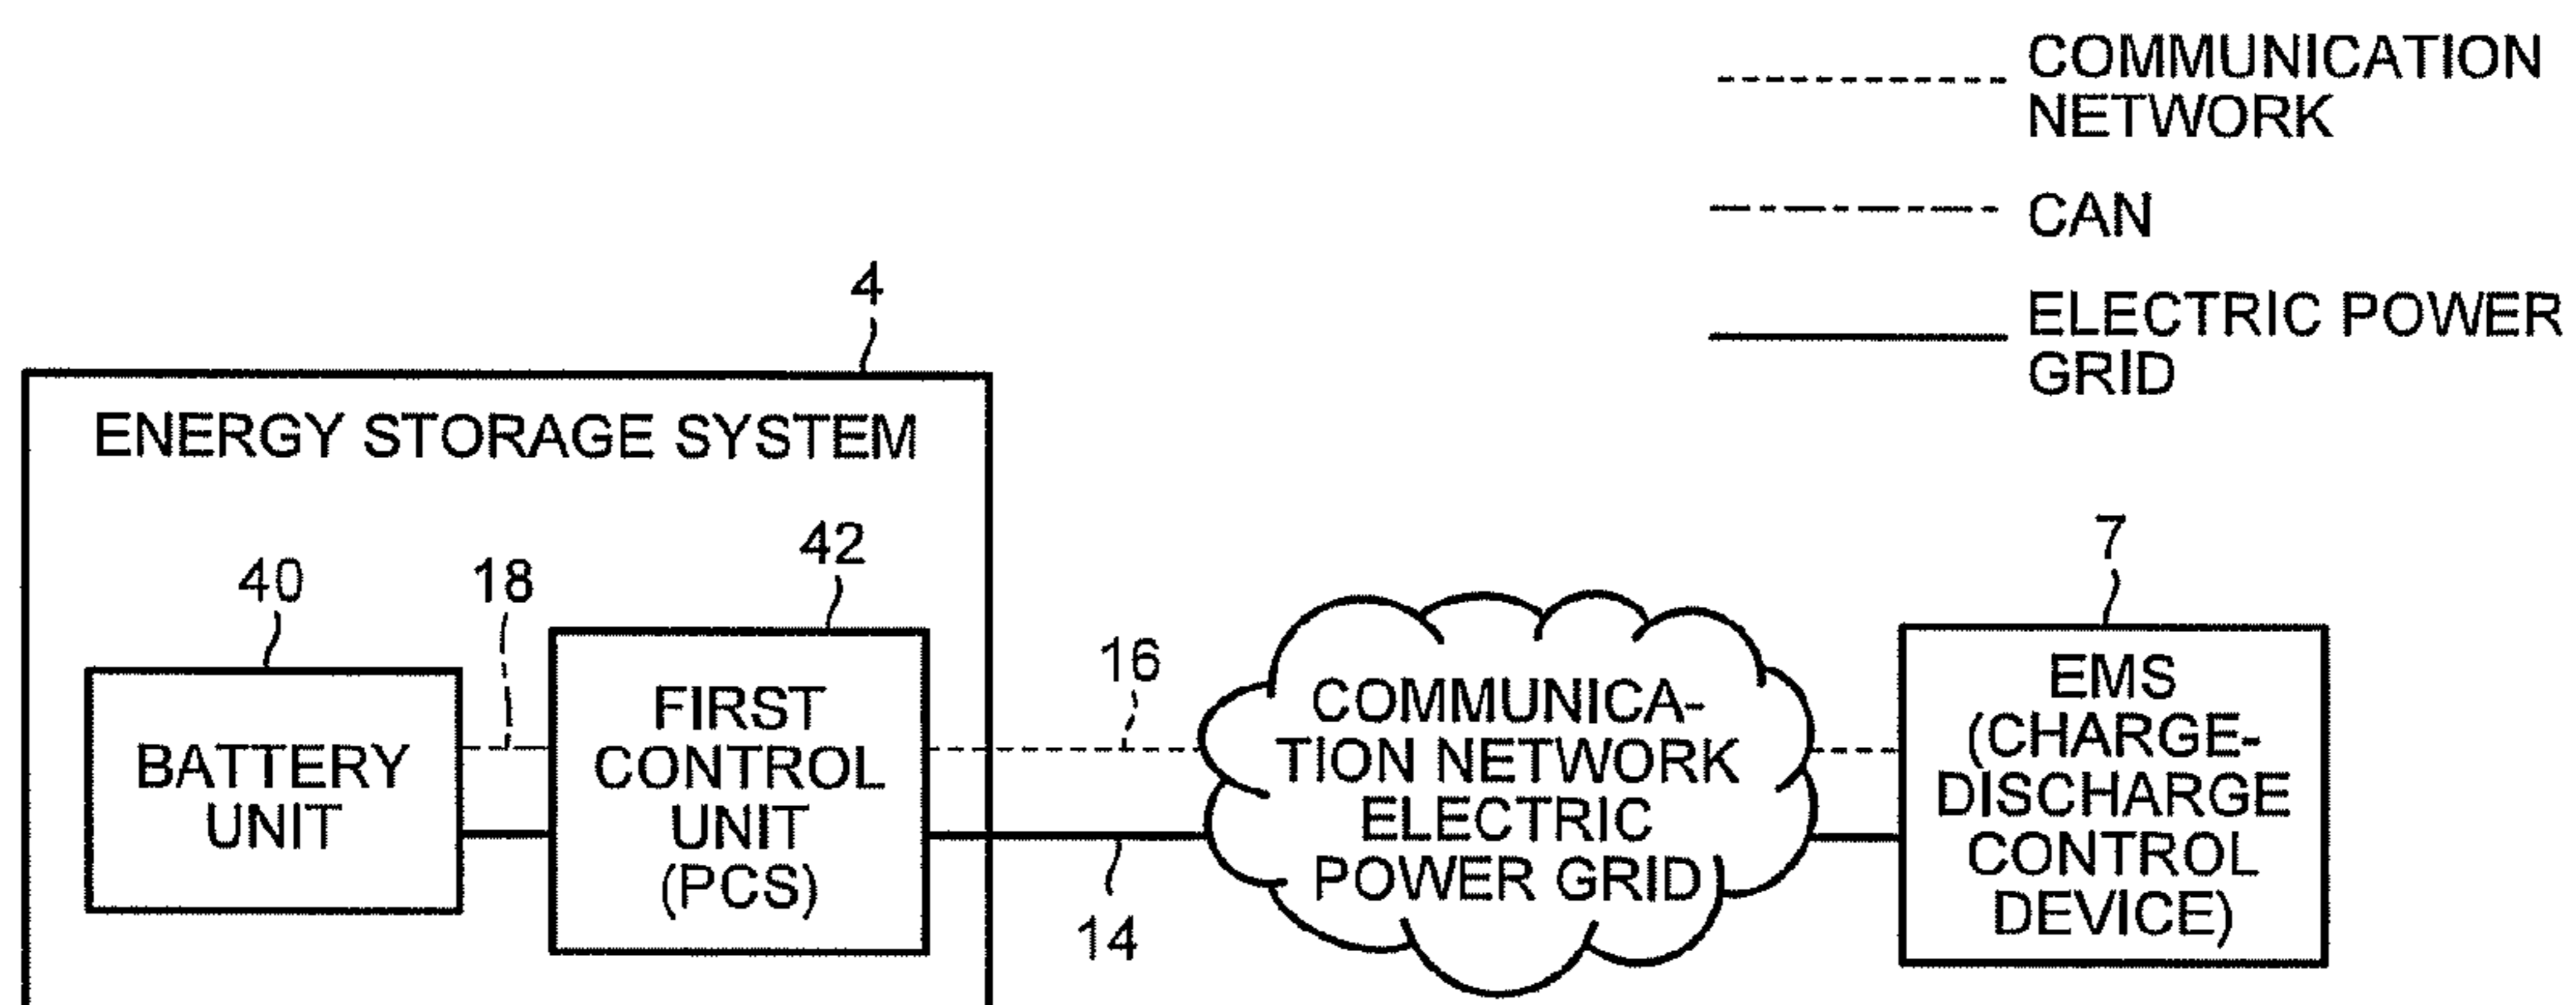 COMMUNICATION
NETWORK
CAN
ELECTRIC POWER
GRID
4
ENERGY STORAGE SYSTEM
40
18
42
BATTERY
UNIT
FIRST
CONTROL
UNIT
(PCS)
16
14
COMMUNICA-
TION NETWORK
ELECTRIC
POWER GRID
7
EMS
(CHARGE-
DISCHARGE
CONTROL
DEVICE)